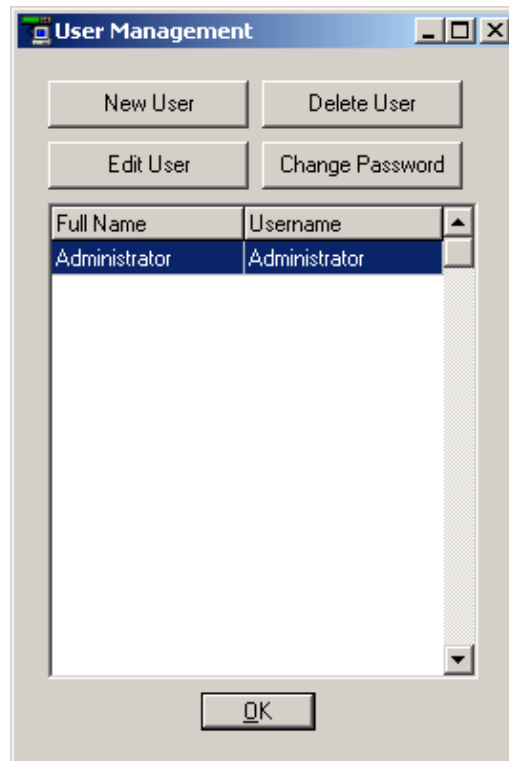 User Management
New User Delete User
Edit User Change Password
Full Name Username
Administrator Administrator
OK